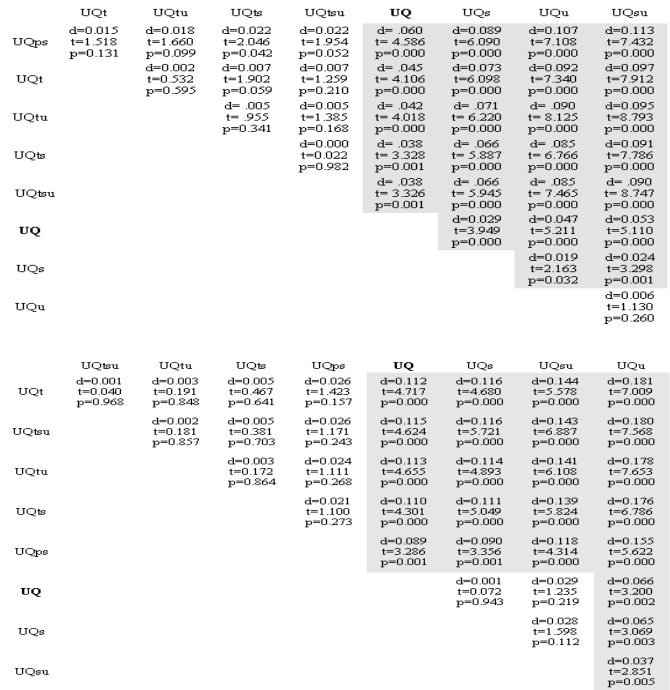 UQt UQtu UQts UQtsu UQ UQs UQu UQsu
d=0.015 d=0.018 d=0.022 d=0.022 d= .060 d=0.089 d=0.107 d=0.113
UQps t=1.518 t=1.660 t=2.046 t=1.954 t= 4.586 t=6.090 t=7.108 t=7.432
p=0.131 p=0.099 p=0.042 p=0.052 p=0.000 p=0.000 p=0.000 p=0.000
d=0.002 d=0.007 d=0.007 d= .045 d=0.073 d=0.092 d=0.097
UQt t=0.532 t=1.902 t=1.259 t= 4.106 t=6.098 t=7.340 t=7.912
p=0.595 p=0.059 p=0.210 p=0.000 p=0.000 p=0.000 p=0.000
d= .005 d=0.005 d= .042 d= .071 d= .090 d=0.095
UQtu t= .955 t=1.385 t= 4.018 t= 6.220 t= 8.125 t=8.793
p=0.341 p=0.168 p=0.000 p=0.000 p=0.000 p=0.000
d=0.000 d= .038 d= .066 d= .085 d=0.091
UQts t=0.022 t= 3.328 t= 5.887 t= 6.766 t=7.786
p=0.982 p=0.001 p=0.000 p=0.000 p=0.000
d= .038 d= .066 d= .085 d= .090
UQtsu t= 3.326 t= 5.945 t= 7.465 t= 8.747
p=0.001 p=0.000 p=0.000 p=0.000
d=0.029 d=0.047 d=0.053
UQ t=3.949 t=5.211 t=5.110
p=0.000 p=0.000 p=0.000
d=0.019 d=0.024
UQs t=2.163 t=3.298
p=0.032 p=0.001
d=0.006
UQu t=1.130
p=0.260
UQtsu UQtu UQts UQps UQ UQs UQsu UQu
d=0.001 d=0.003 d=0.005 d=0.026 d=0.112 d=0.116 d=0.144 d=0.181
UQt t=0.040 t=0.191 t=0.467 t=1.423 t=4.717 t=4.680 t=5.578 t=7.009
p=0.968 p=0.848 p=0.641 p=0.157 p=0.000 p=0.000 p=0.000 p=0.000
d=0.002 d=0.005 d=0.026 d=0.115 d=0.116 d=0.143 d=0.180
UQtsu t=0.181 t=0.381 t=1.171 t=4.624 t=5.721 t=6.887 t=7.568
p=0.857 p=0.703 p=0.243 p=0.000 p=0.000 p=0.000 p=0.000
d=0.003 d=0.024 d=0.113 d=0.114 d=0.141 d=0.178
UQtu t=0.172 t=1.111 t=4.655 t=4.893 t=6.108 t=7.653
p=0.864 p=0.268 p=0.000 p=0.000 p=0.000 p=0.000
d=0.021 d=0.110 d=0.111 d=0.139 d=0.176
UQts t=1.100 t=4.301 t=5.049 t=5.824 t=6.786
p=0.273 p=0.000 p=0.000 p=0.000 p=0.000
d=0.089 d=0.090 d=0.118 d=0.155
UQps t=3.286 t=3.356 t=4.314 t=5.622
p=0.001 p=0.001 p=0.000 p=0.000
d=0.001 d=0.029 d=0.066
UQ t=0.072 t=1.235 t=3.200
p=0.943 p=0.219 p=0.002
d=0.028 d=0.065
UQs t=1.598 t=3.069
p=0.112 p=0.003
d=0.037
UQsu t=2.851
p=0.005